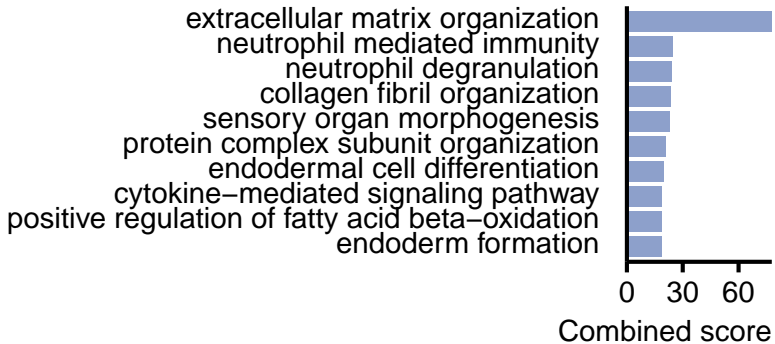 extracellular matrix organization
neutrophil mediated immunity
neutrophil degranulation
collagen fibril organization
sensory organ morphogenesis
protein complex subunit organization
endodermal cell differentiation
cytokine−mediated signaling pathway
positive regulation of fatty acid beta−oxidation
endoderm formation
0 30 60
Combined score